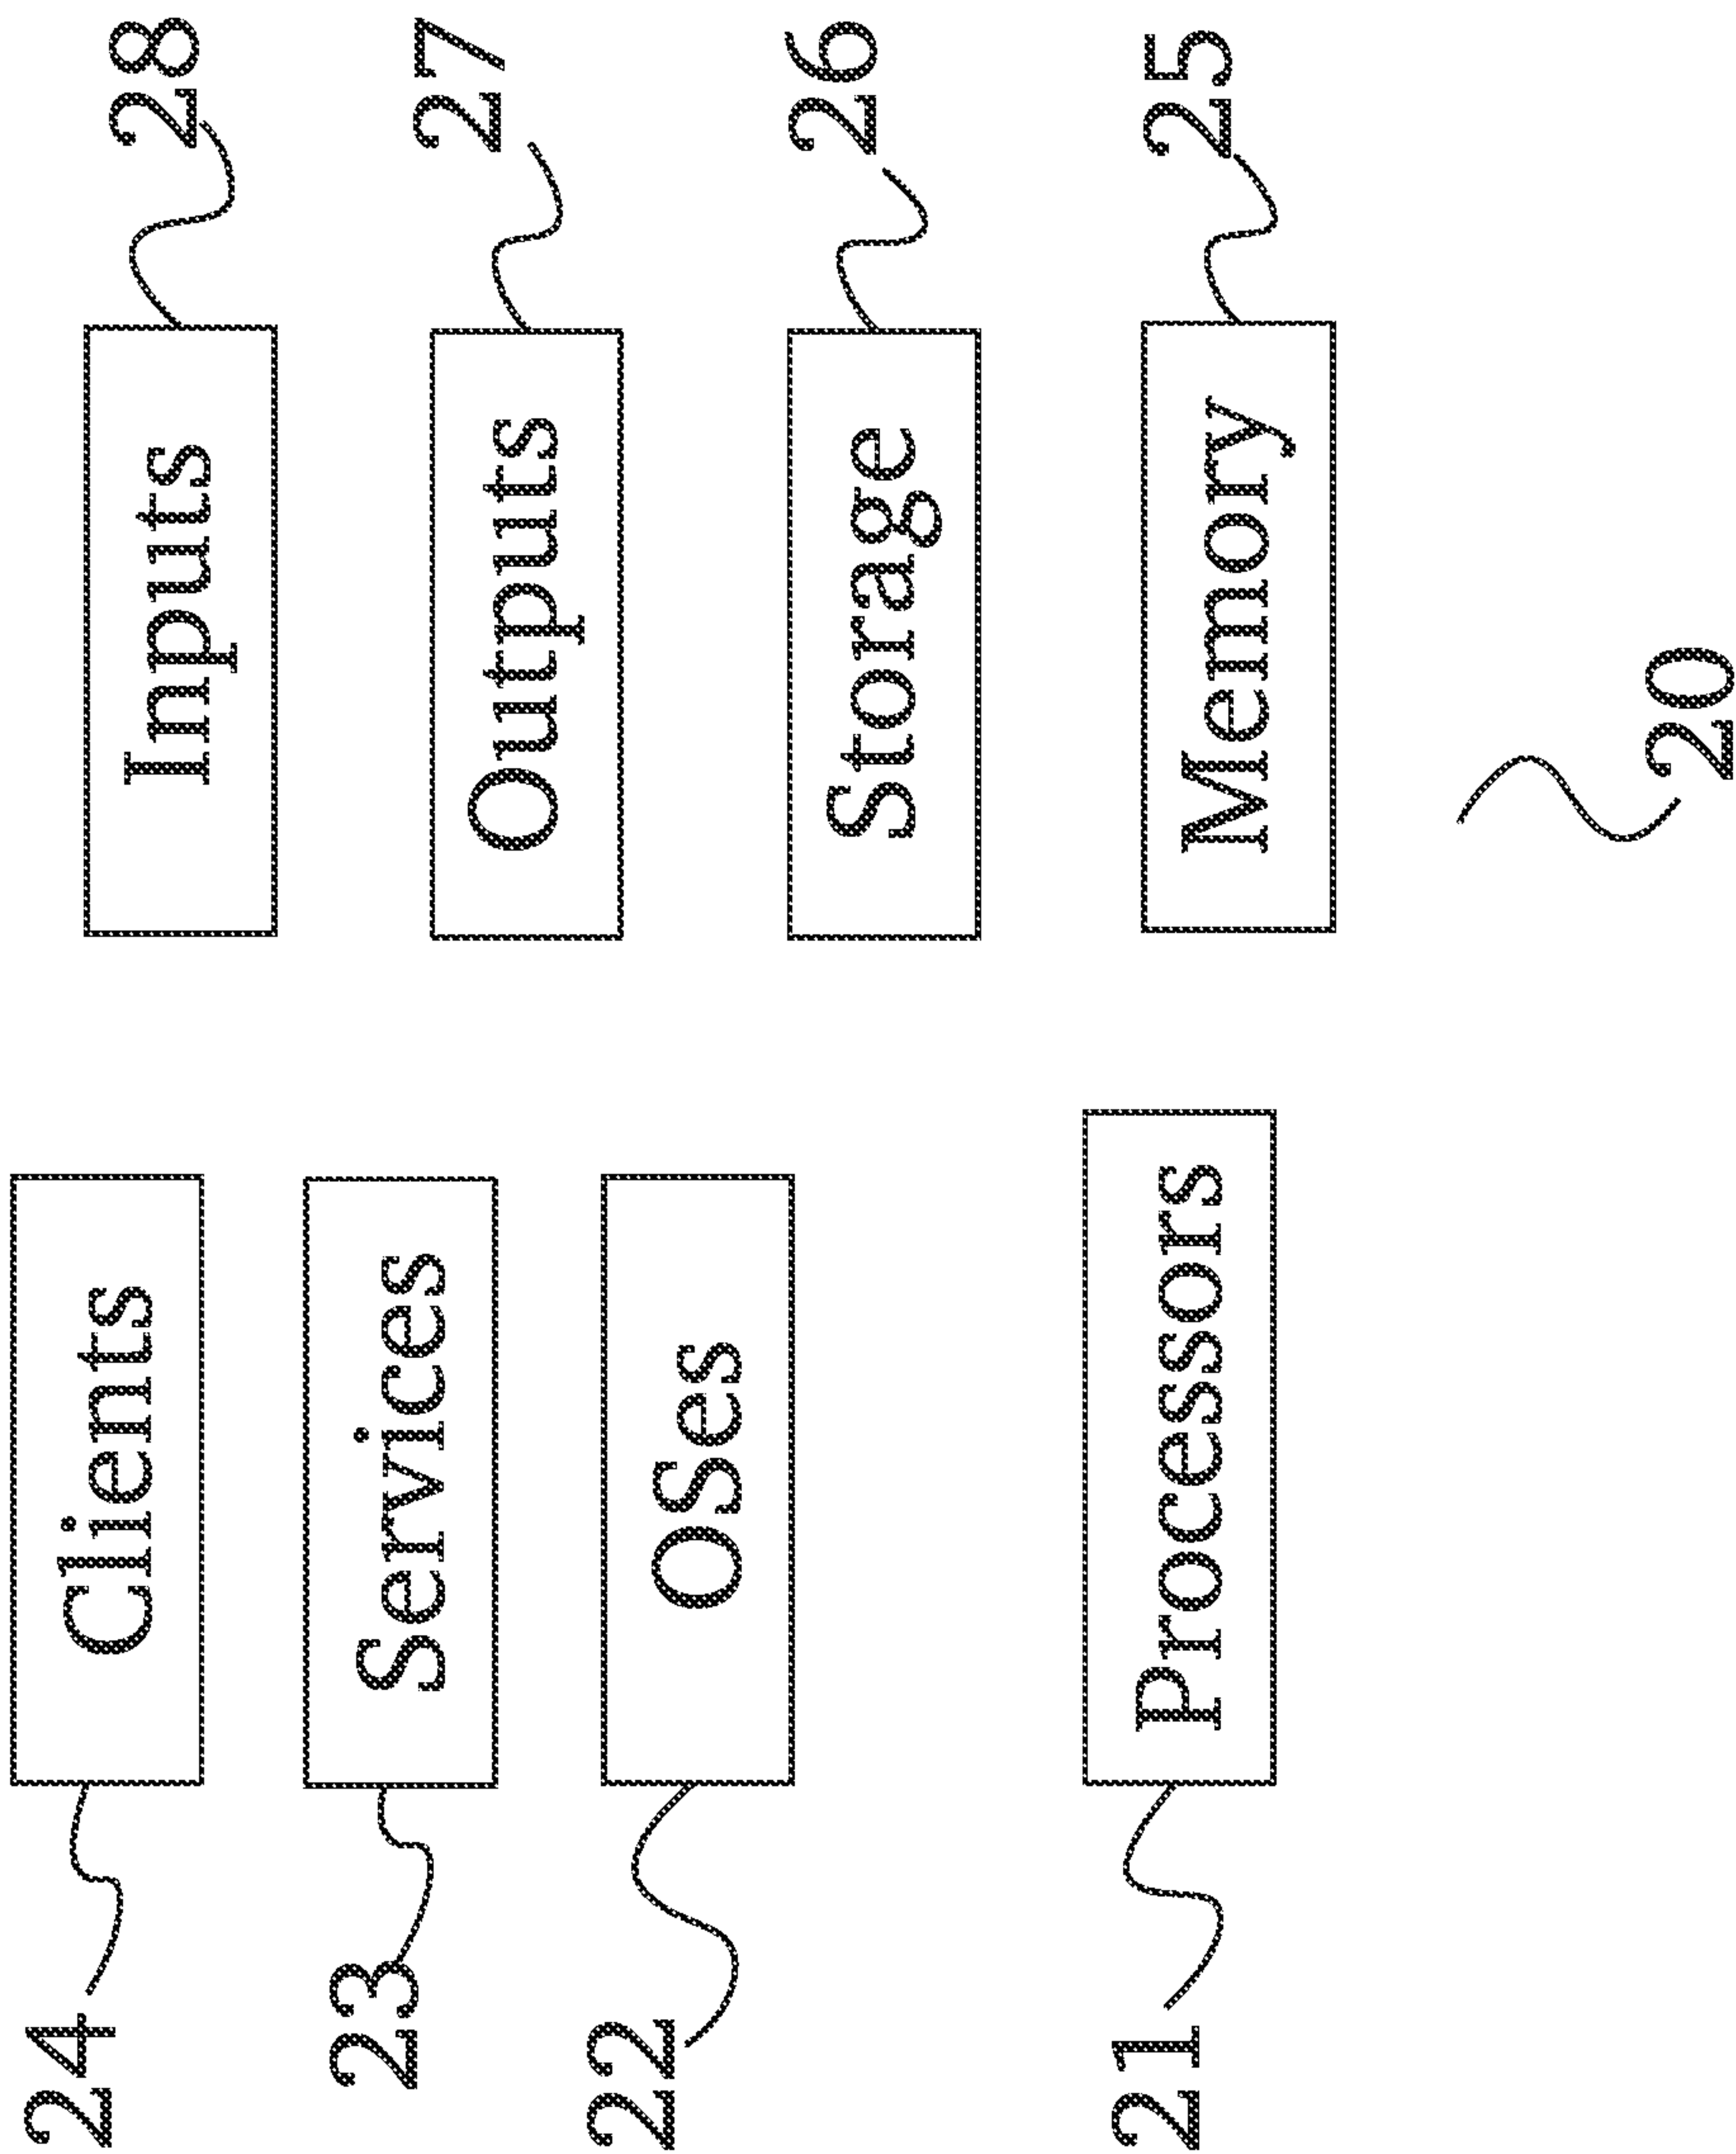 24 Clients
Inputs 28
23 Services
Outputs 27
22 OSes
Storage 26
21 Processors
Memory 25
20